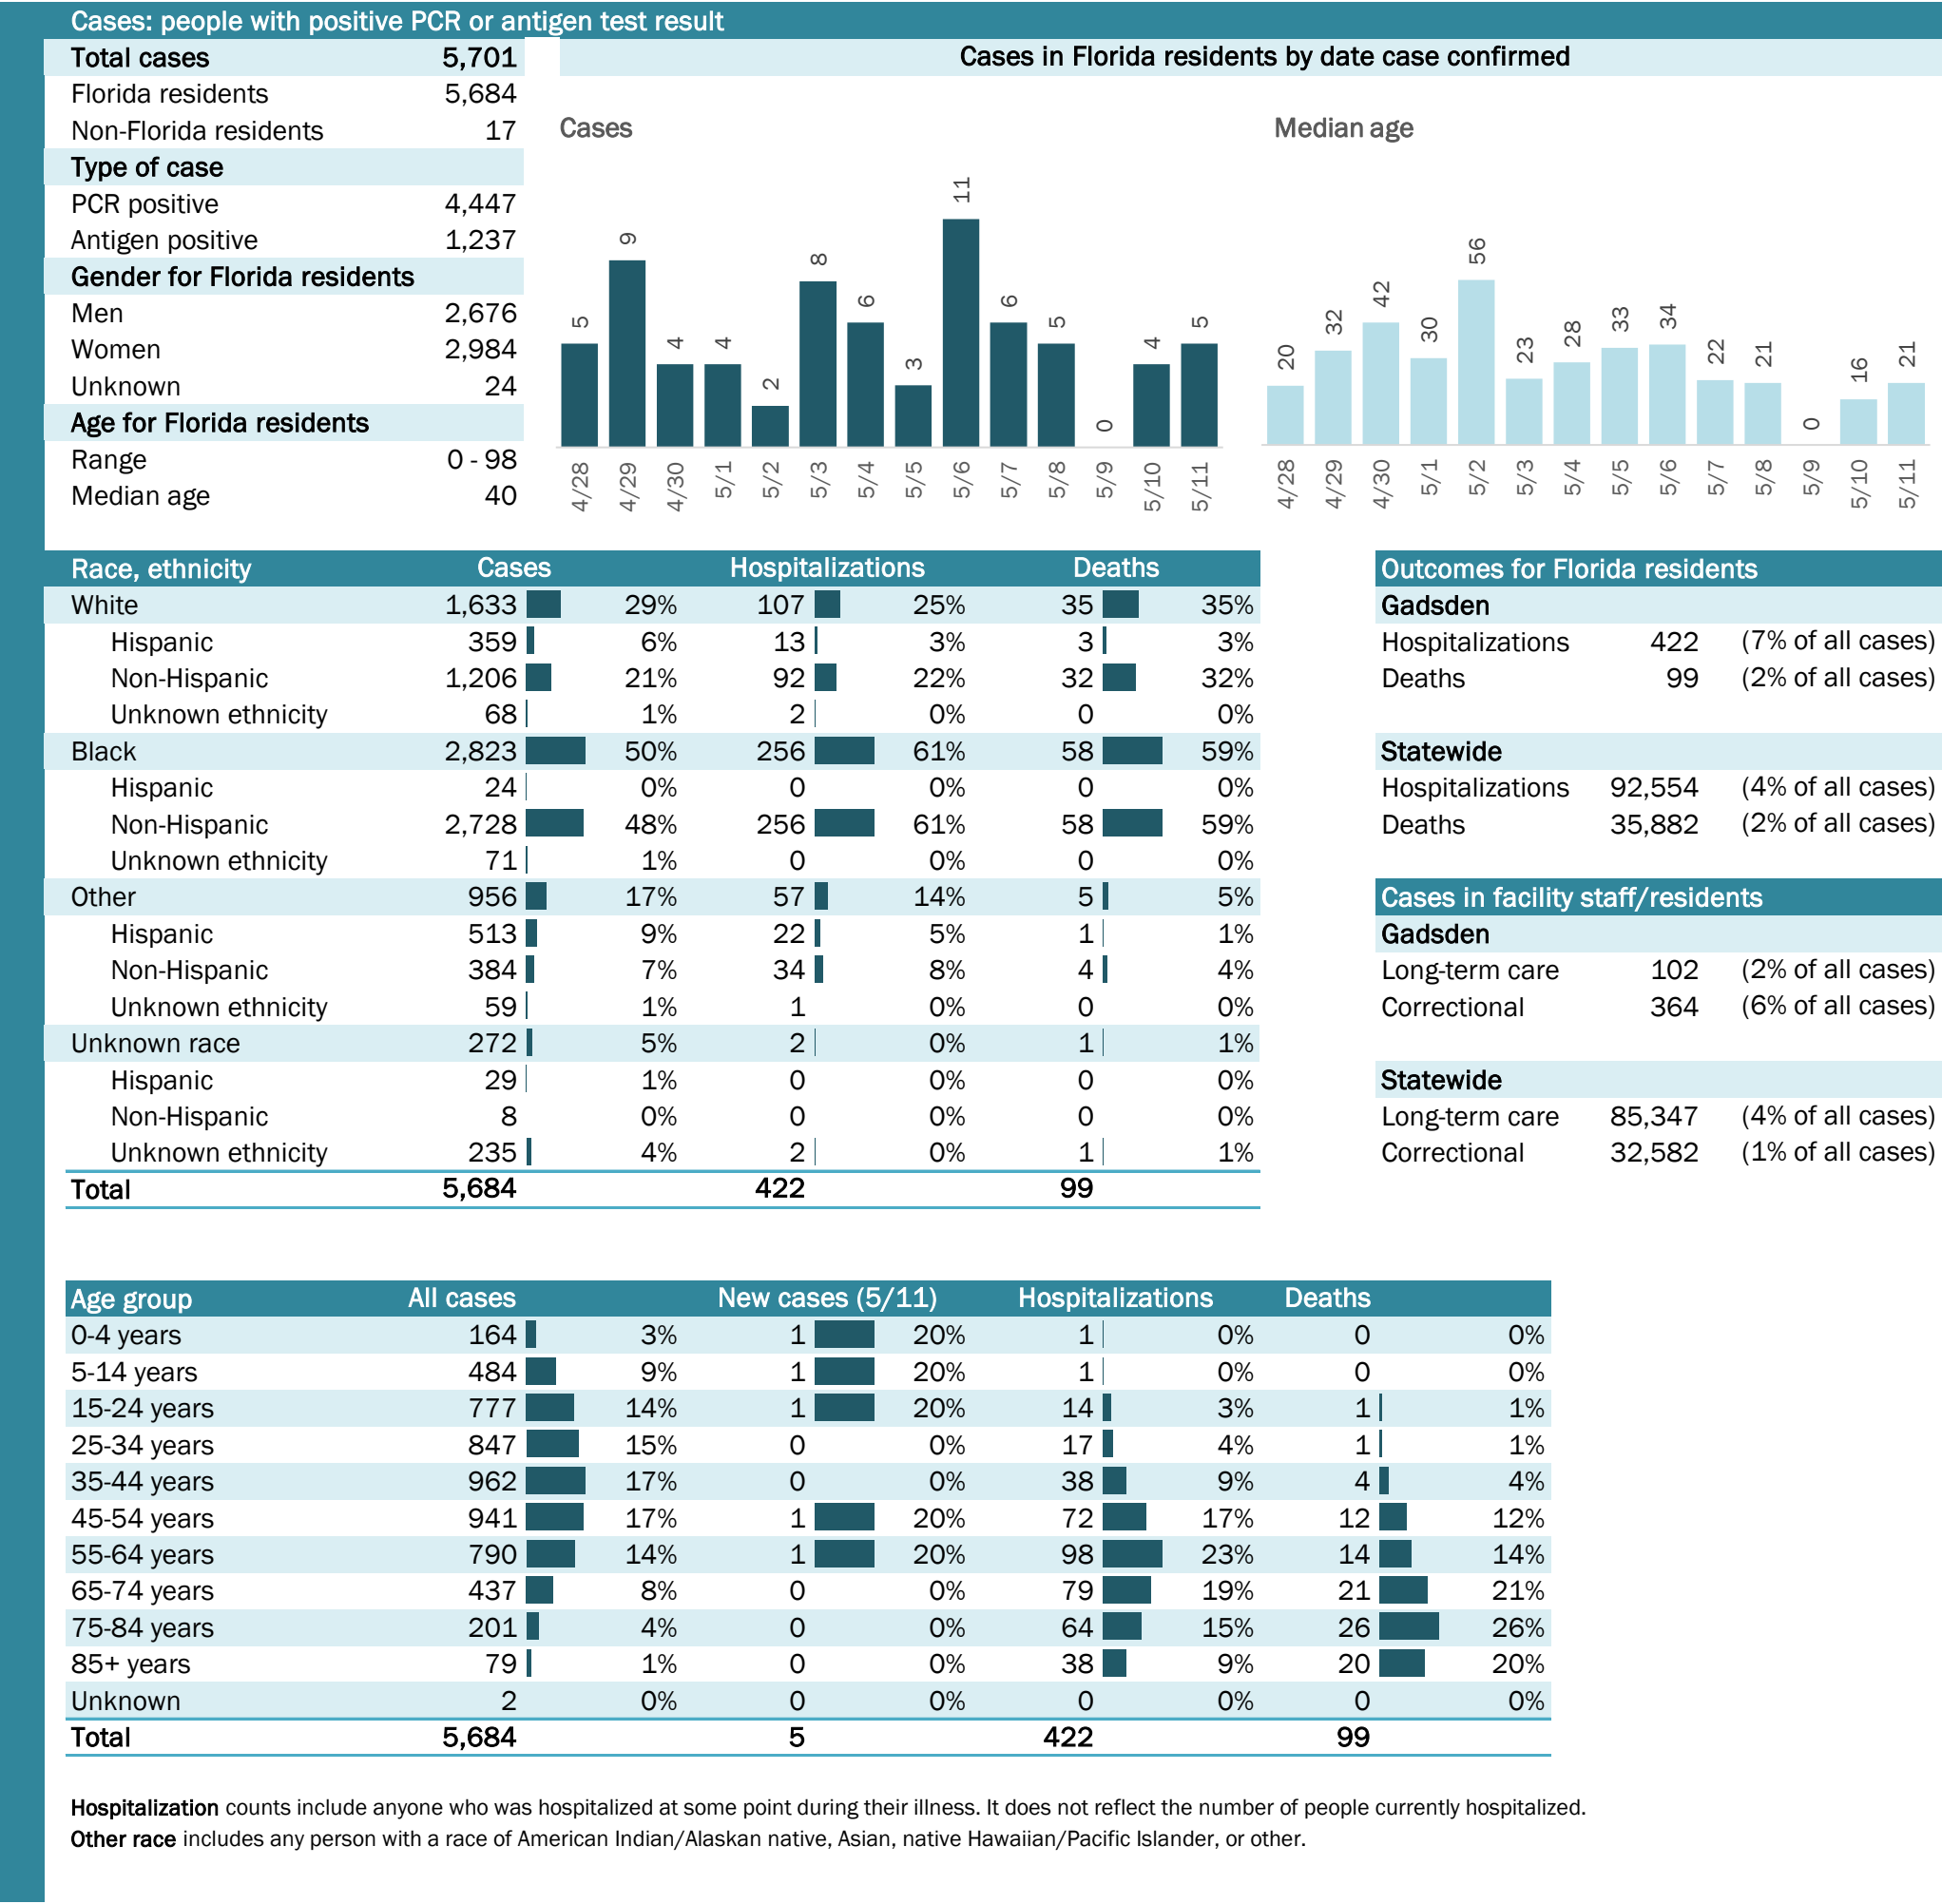 Cases: people with positive PCR or antigen test result
Total cases 5,701
Florida residents 5,684
Non-Florida residents 17
Type of case
PCR positive 4,447
Antigen positive 1,237
Gender for Florida residents
Men 2,676
Women 2,984
Unknown 24
Age for Florida residents
Range 0 - 98
Median age 40
Cases in Florida residents by date case confirmed
Cases
5 9 4 4 2 8 6 3 11 6 5 0 4 5
4/28 4/29 4/30 5/1 5/2 5/3 5/4 5/5 5/6 5/7 5/8 5/9 5/10 5/11
Median age
20 32 42 30 56 23 28 33 34 22 21 0 16 21
4/28 4/29 4/30 5/1 5/2 5/3 5/4 5/5 5/6 5/7 5/8 5/9 5/10 5/11
Race, ethnicity Cases Hospitalizations Deaths
White 1,633 29% 107 25% 35 35%
Hispanic 359 6% 13 3% 3 3%
Non-Hispanic 1,206 21% 92 22% 32 32%
Unknown ethnicity 68 1% 2 0% 0 0%
Black 2,823 50% 256 61% 58 59%
Hispanic 24 0% 0 0% 0 0%
Non-Hispanic 2,728 48% 256 61% 58 59%
Unknown ethnicity 71 1% 0 0% 0 0%
Other 956 17% 57 14% 5 5%
Hispanic 513 9% 22 5% 1 1%
Non-Hispanic 384 7% 34 8% 4 4%
Unknown ethnicity 59 1% 1 0% 0 0%
Unknown race 272 5% 2 0% 1 1%
Hispanic 29 1% 0 0% 0 0%
Non-Hispanic 8 0% 0 0% 0 0%
Unknown ethnicity 235 4% 2 0% 1 1%
Total 5,684 422 99
Outcomes for Florida residents
Gadsden
Hospitalizations 422 (7% of all cases)
Deaths 99 (2% of all cases)
Statewide
Hospitalizations 92,554 (4% of all cases)
Deaths 35,882 (2% of all cases)
Cases in facility staff/residents
Gadsden
Long-term care 102 (2% of all cases)
Correctional 364 (6% of all cases)
Statewide
Long-term care 85,347 (4% of all cases)
Correctional 32,582 (1% of all cases)
Age group All cases New cases (5/11) Hospitalizations Deaths
0-4 years 164 3% 1 20% 1 0% 0 0%
5-14 years 484 9% 1 20% 1 0% 0 0%
15-24 years 777 14% 1 20% 14 3% 1 1%
25-34 years 847 15% 0 0% 17 4% 1 1%
35-44 years 962 17% 0 0% 38 9% 4 4%
45-54 years 941 17% 1 20% 72 17% 12 12%
55-64 years 790 14% 1 20% 98 23% 14 14%
65-74 years 437 8% 0 0% 79 19% 21 21%
75-84 years 201 4% 0 0% 64 15% 26 26%
85+ years 79 1% 0 0% 38 9% 20 20%
Unknown 2 0% 0 0% 0 0% 0 0%
Total 5,684 5 422 99
Hospitalization counts include anyone who was hospitalized at some point during their illness. It does not reflect the number of people currently hospitalized.
Other race includes any person with a race of American Indian/Alaskan native, Asian, native Hawaiian/Pacific Islander, or other.